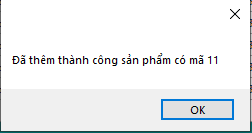 Đã thêm thành công sản phẩm có mã 11
OK